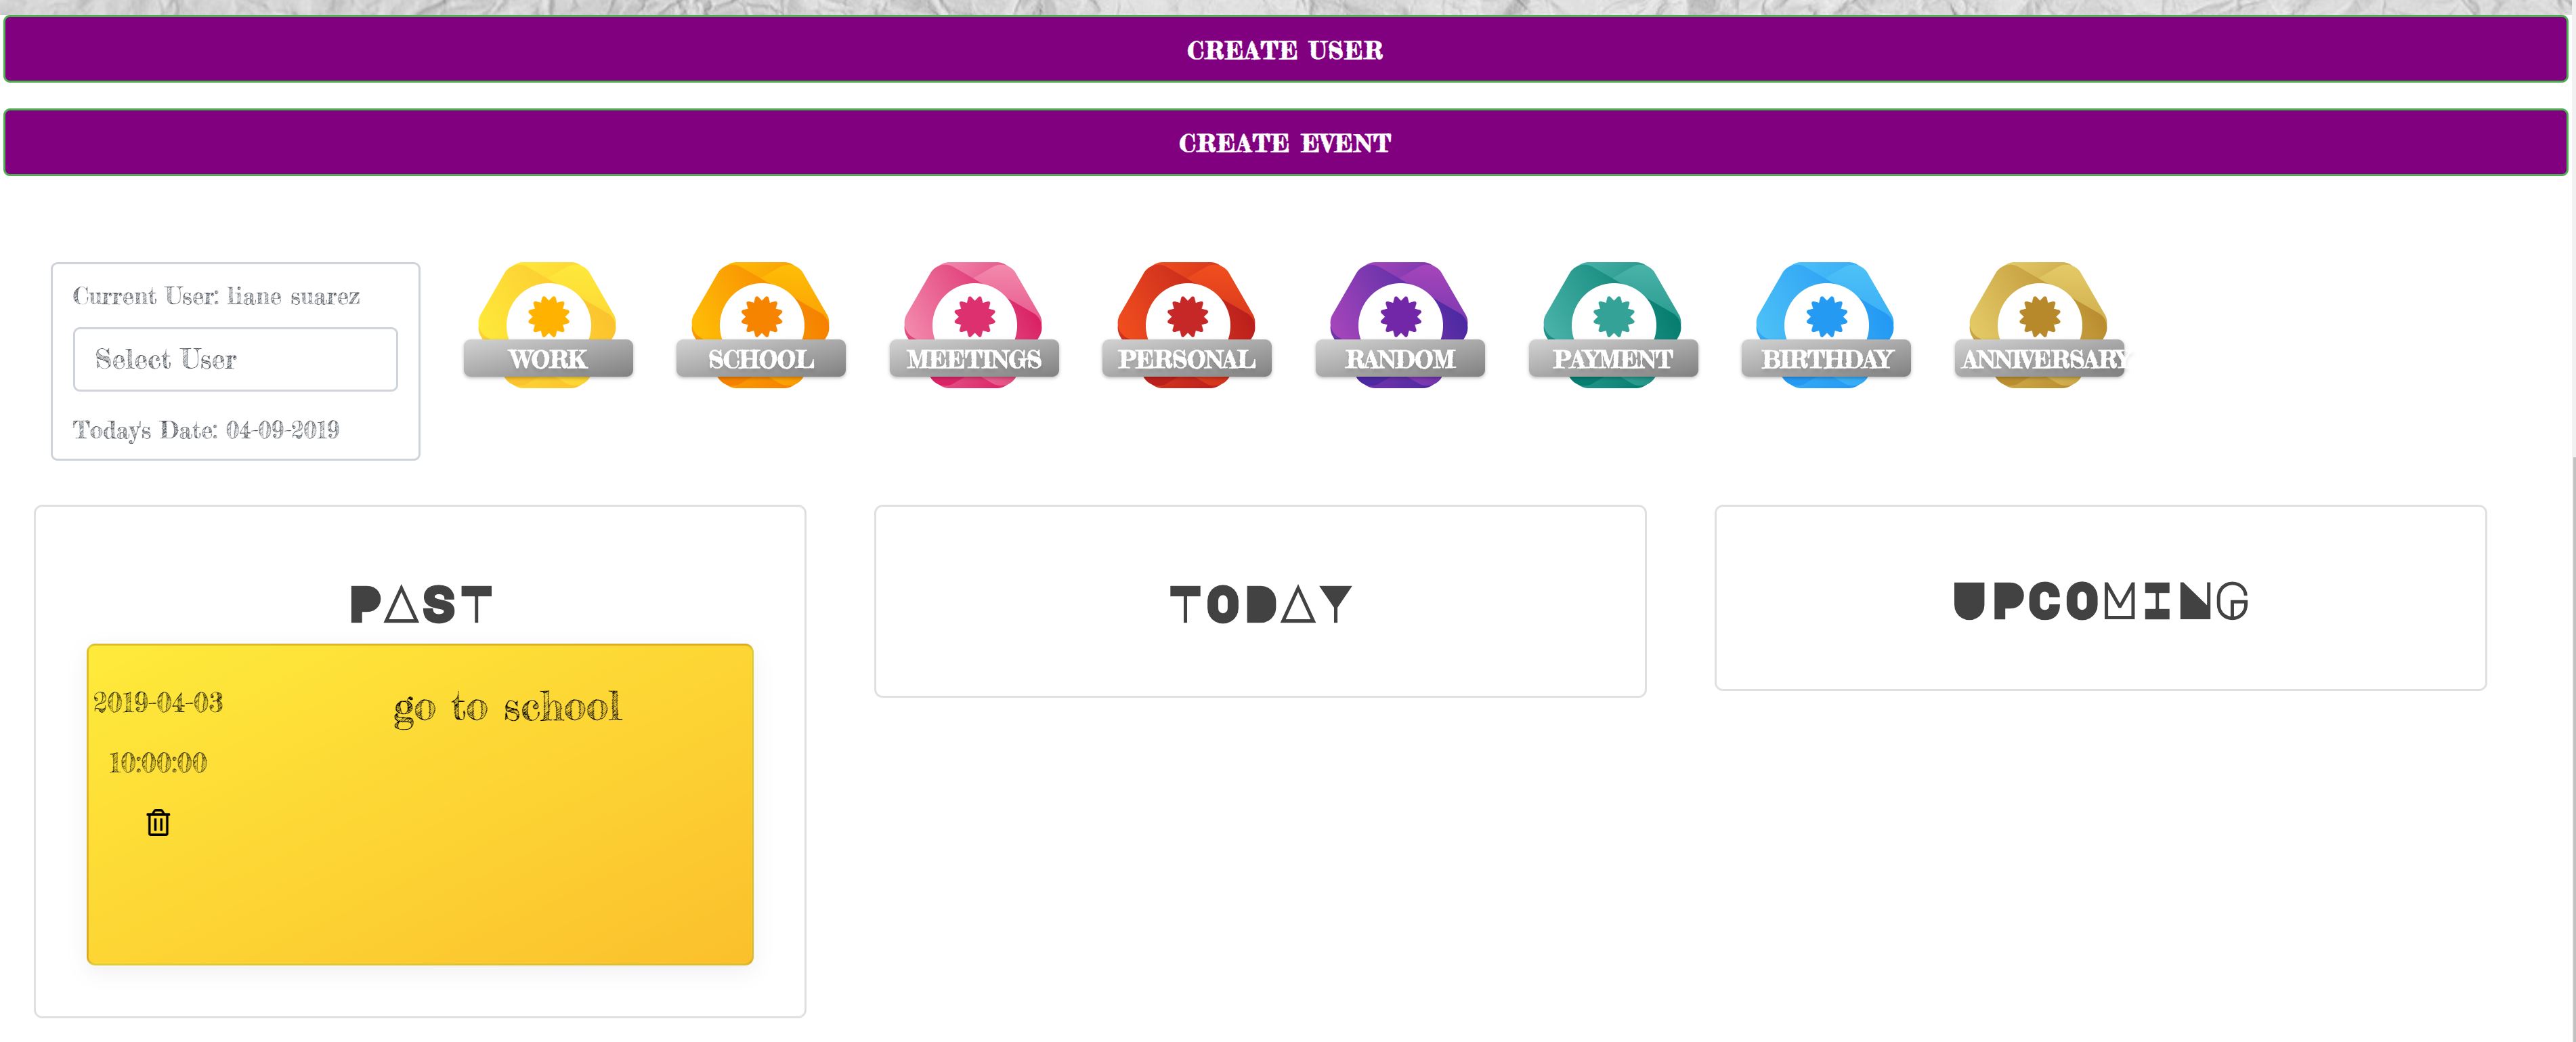 CREATE USER
CREATE EVENT
Current User: liane suarez
Select User
Today's Date: 04-09-2019
WORK
SCHOOL
MEETINGS
PERSONAL
RANDOM
PAYMENT
BIRTHDAY
ANNIVERSARY
PAST
2019-04-03
go to school
10:00:00
TODAY
UPCOMING